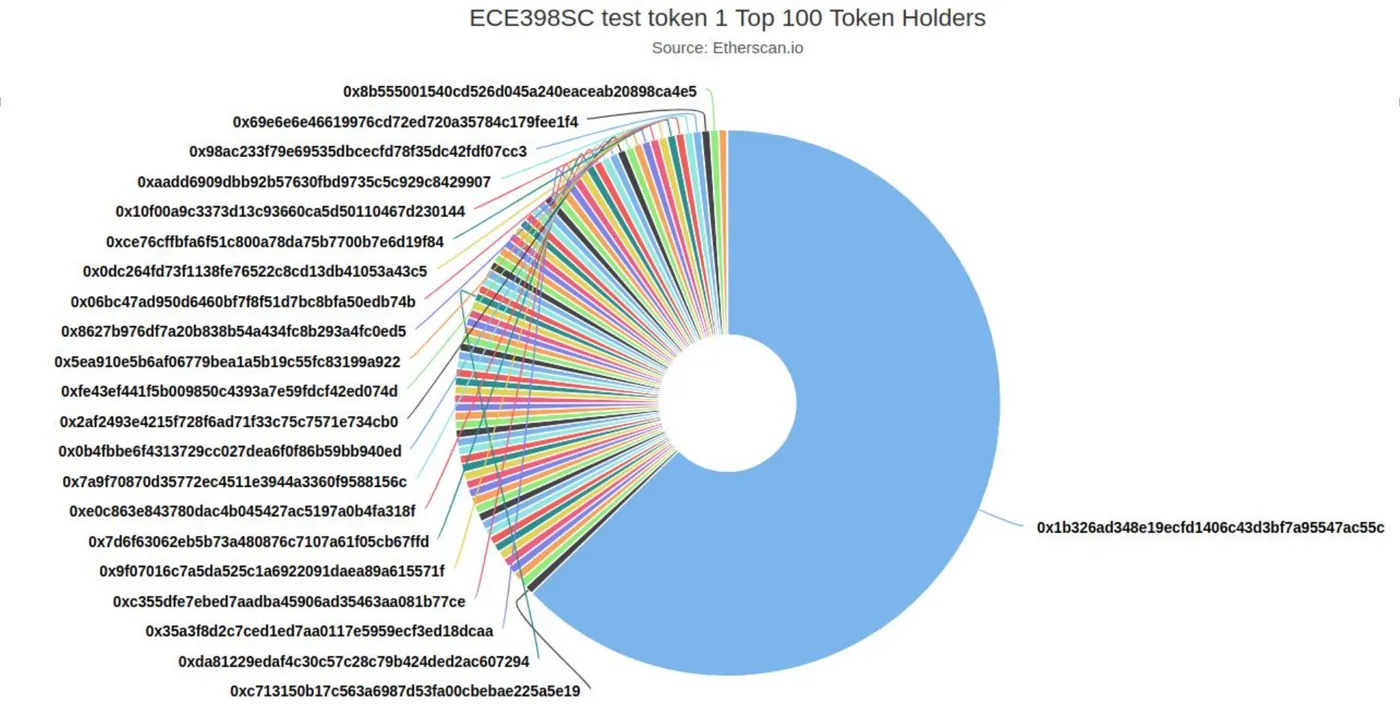 ECE398SC test token 1 Top 100 Token Holders
Source: Etherscan.io
0x8b555001540cd526d045a240eaceab20898ca4e5
0x69e6e6e46619976cd72ed720a35784c179fee1f4
0x98ac233f79e69535dbcecfd78f35dc42fdf07cc3
0xaadd6909dbb92b57630fbd9735c5c929c8429907
0x10f00a9c3373d13c93660ca5d50110467d230144
0xce76cffbfa6f51c800a78da75b7700b7e6d19f84
0x0dc264fd73f1138fe76522c8cd13db41053a43c5
0x06bc47ad950d6460bf7f8f51d7bc8bfa50edb74b
0x8627b976df7a20b838b54a434fc8b293a4fc0ed5
0x5ea910e5b6af06779bea1a5b19c55fc83199a922
0xfe43ef441f5b009850c4393a7e59fdcf42ed074d
0x2af2493e4215f728f6ad71f33c75c7571e734cb0
0x0b4fbbe6f4313729cc027dea6f0f86b59bb940ed
0x7a9f70870d35772ec4511e3944a3360f9588156c
0xe0c863e843780dac4b045427ac5197a0b4fa318f
0x1b326ad348e19ecfd1406c43d3bf7a95547ac55c
0x7d6f63062eb5b73a480876c7107a61f05cb67ffd
0x9f07016c7a5da525c1a6922091daea89a615571f
0xc355dfe7ebed7aadba45906ad35463aa081b77ce
0x35a3f8d2c7ced1ed7aa0117e5959ecf3ed18dcaa
0xda81229edaf4c30c57c28c79b424ded2ac607294
0xc713150b17c563a6987d53fa00cbebae225a5e19